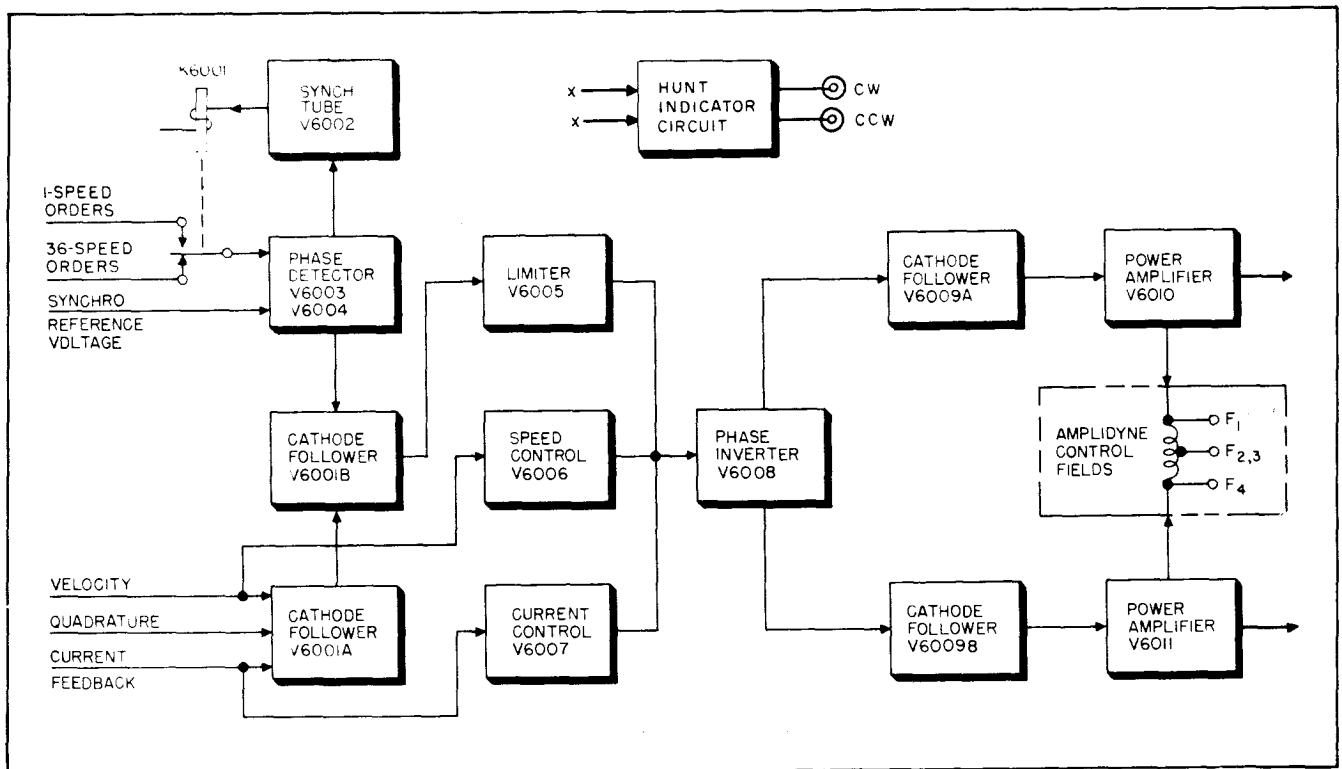 K6001
SYNCH
TUBE
V6002
X
X
HUNT
INDICATOR
CIRCUIT
CW
CCW
1-SPEED
ORDERS
36-SPEED
ORDERS
SYNCHRO
REFERENCE
VOLTAGE
PHASE
DETECTOR
V6003
V6004
LIMITER
V6005
CATHODE
FOLLOWER
V6009A
POWER
AMPLIFIER
V6010
CATHODE
FOLLOWER
V6001B
SPEED
CONTROL
V6006
PHASE
INVERTER
V6008
AMPLIDYNE
CONTROL
FIELDS
F1
F2,3
F4
VELOCITY
QUADRATURE
CURRENT
FEEDBACK
CATHODE
FOLLOWER
V6001A
CURRENT
CONTROL
V6007
CATHODE
FOLLOWER
V6009B
POWER
AMPLIFIER
V6011